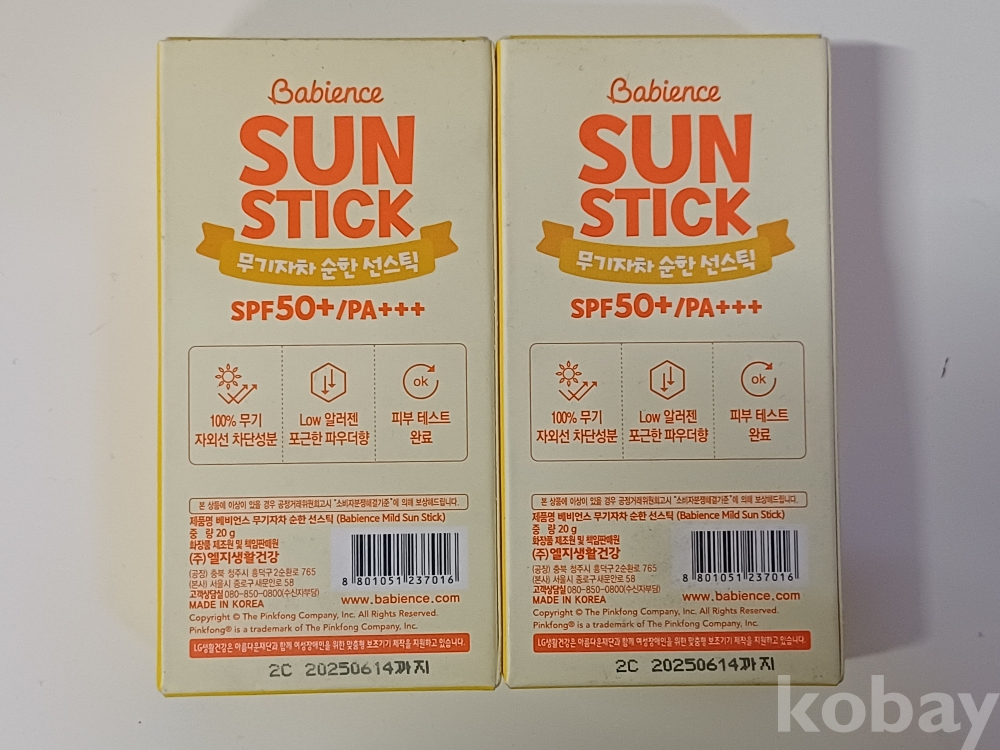 Babience
SUN
STICK
무기자차 순한 선스틱
SPF50+/PA+++
100% 무기
자외선 차단성분
Low 알러젠
포근한 파우더향
ok
피부 테스트
완료
본 상품에 이상이 있을 경우 공정거래위원회고시 "소비자분쟁해결기준"에 의해 보상해드립니다.
제품명 베비언스 무기자차 순한 선스틱 (Babience Mild Sun Stick)
중 량 20 g
화장품 제조원 및 책임판매원
(주)엘지생활건강
(공장) 충북 청주시 흥덕구 2순환로 765
(본사) 서울시 종로구 새문안로 58
고객상담실 080-850-0800(수신자부담)
MADE IN KOREA
8 801051 237016
www.babience.com
Copyright © The Pinkfong Company, Inc. All Rights Reserved.
Pinkfong® is a trademark of The Pinkfong Company, Inc.
LG생활건강은 아름다운재단과 함께 여성장애인을 위한 맞춤형 보조기기 제작을 지원하고 있습니다.
2C 20250614까지
Babience
SUN
STICK
무기자차 순한 선스틱
SPF50+/PA+++
100% 무기
자외선 차단성분
Low 알러젠
포근한 파우더향
ok
피부 테스트
완료
본 상품에 이상이 있을 경우 공정거래위원회고시 "소비자분쟁해결기준"에 의해 보상해드립니다.
제품명 베비언스 무기자차 순한 선스틱 (Babience Mild Sun Stick)
중 량 20 g
화장품 제조원 및 책임판매원
(주)엘지생활건강
(공장) 충북 청주시 흥덕구 2순환로 765
(본사) 서울시 종로구 새문안로 58
고객상담실 080-850-0800(수신자부담)
MADE IN KOREA
8 801051 237016
www.babience.com
Copyright © The Pinkfong Company, Inc. All Rights Reserved.
Pinkfong® is a trademark of The Pinkfong Company, Inc.
LG생활건강은 아름다운재단과 함께 여성장애인을 위한 맞춤형 보조기기 제작을 지원하고 있습니다.
2C 20250614까지
kobay